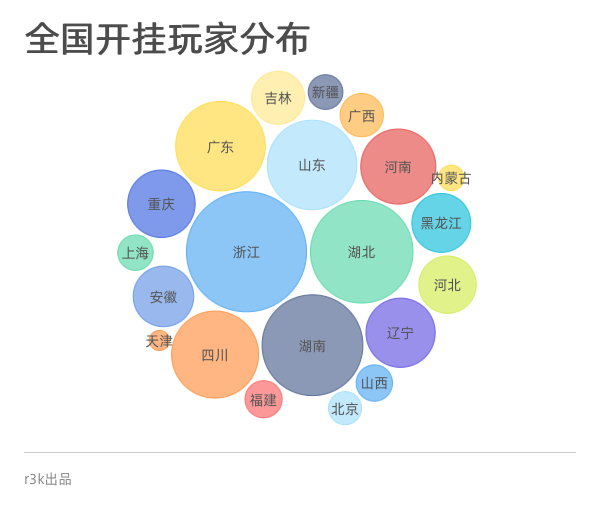 全国开挂玩家分布
吉林
新疆
广西
广东
山东
河南
内蒙古
重庆
黑龙江
上海
浙江
湖北
安徽
河北
天津
四川
湖南
辽宁
山西
福建
北京
r3k出品